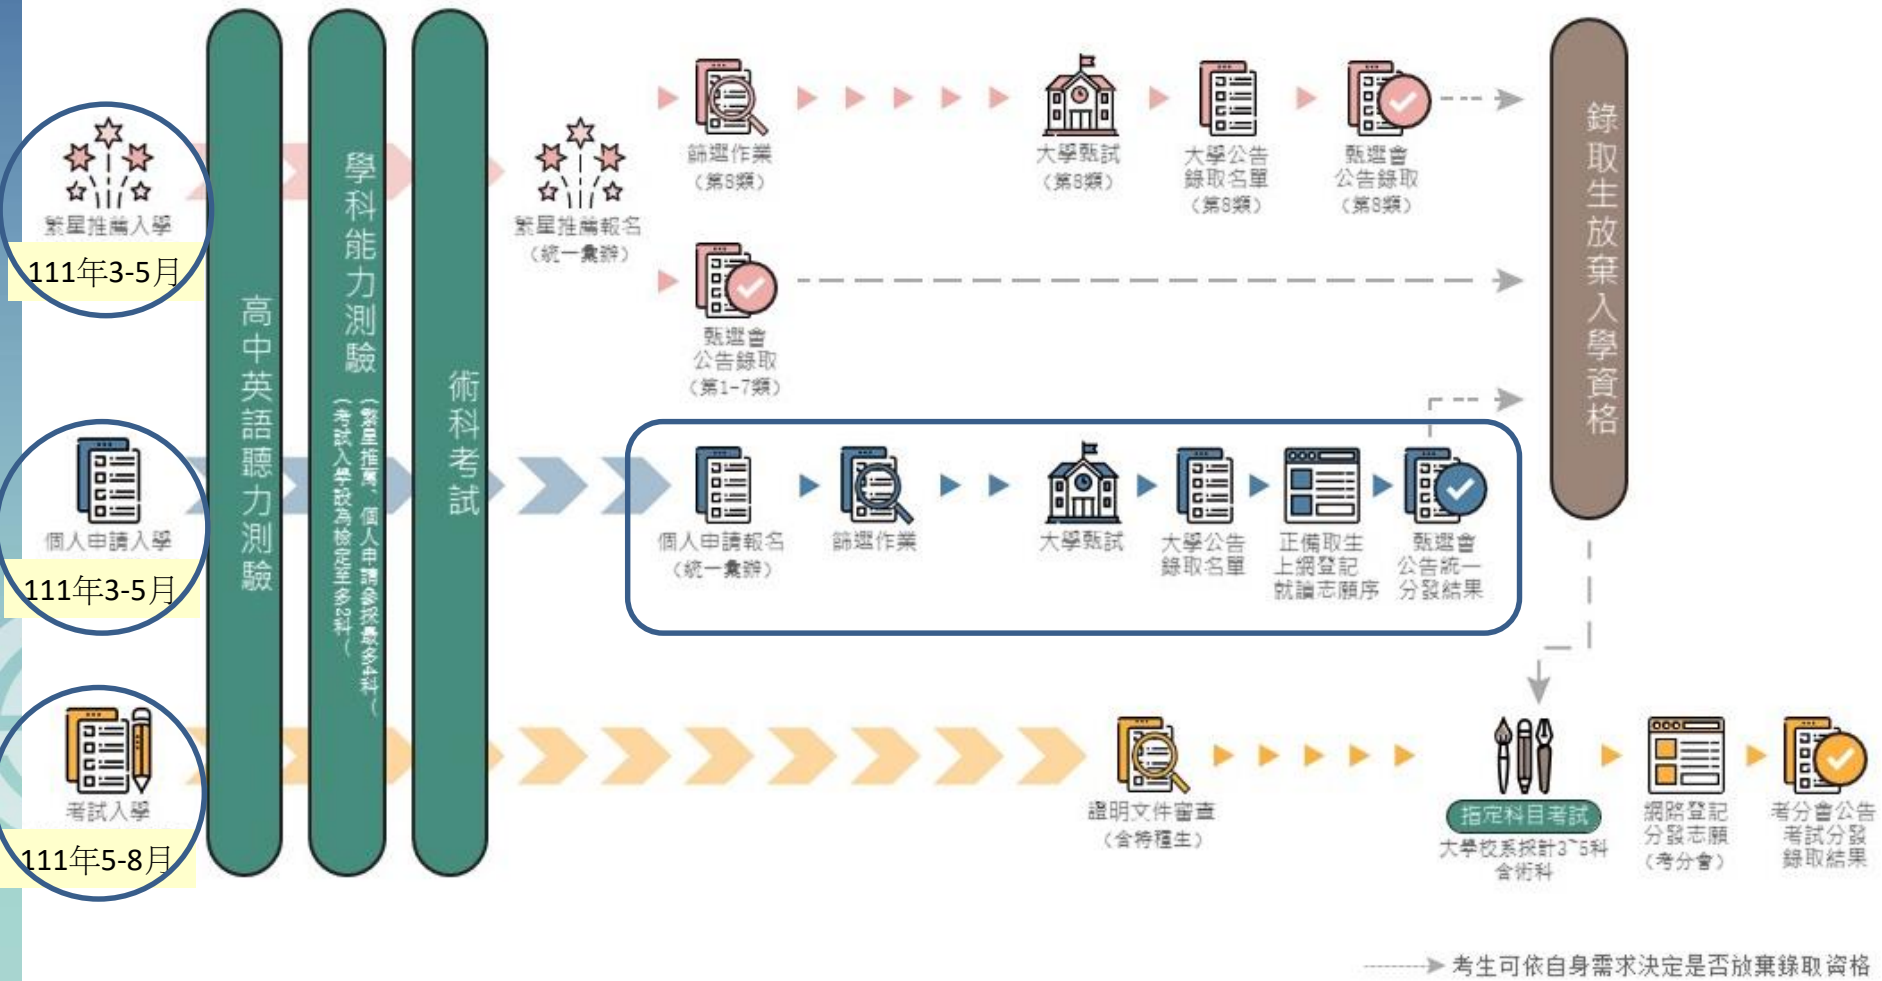 繁星推薦入學
111年3-5月
個人申請入學
111年3-5月
考試入學
111年5-8月
高中英語聽力測驗
學科能力測驗
(繁星推薦、個人申請參採最多4科(
(考試入學設為檢定至多2科(
術科考試
繁星推薦報名
(統一彙辦)
篩選作業
(第8類)
大學甄試
(第8類)
大學公告
錄取名單
(第8類)
甄選會
公告錄取
(第8類)
甄選會
公告錄取
(第1-7類)
個人申請報名
(統一彙辦)
篩選作業
大學甄試
大學公告
錄取名單
正備取生
上網登記
就讀志願序
甄選會
公告統一
分發結果
錄取生放棄入學資格
證明文件審查
(含特種生)
指定科目考試
大學校系採計3~5科
含術科
網路登記
分發志願
(考分會)
考分會公告
考試分發
錄取結果
考生可依自身需求決定是否放棄錄取資格